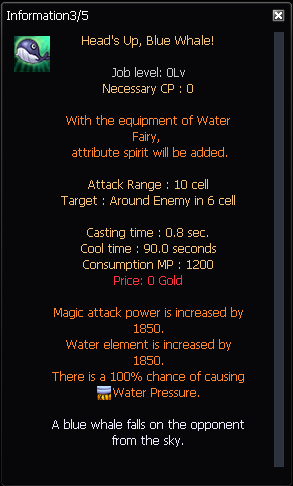 Information3/5
Head's Up, Blue Whale!
Job level: 0Lv
Necessary CP : 0
With the equipment of Water
Fairy,
attribute spirit will be added.
Attack Range : 10 cell
Target : Around Enemy in 6 cell
Casting time : 0.8 sec.
Cool time : 90.0 seconds
Consumption MP : 1200
Price: 0 Gold
Magic attack power is increased by
1850.
Water element is increased by
1850.
There is a 100% chance of causing
Water Pressure.
A blue whale falls on the opponent
from the sky.